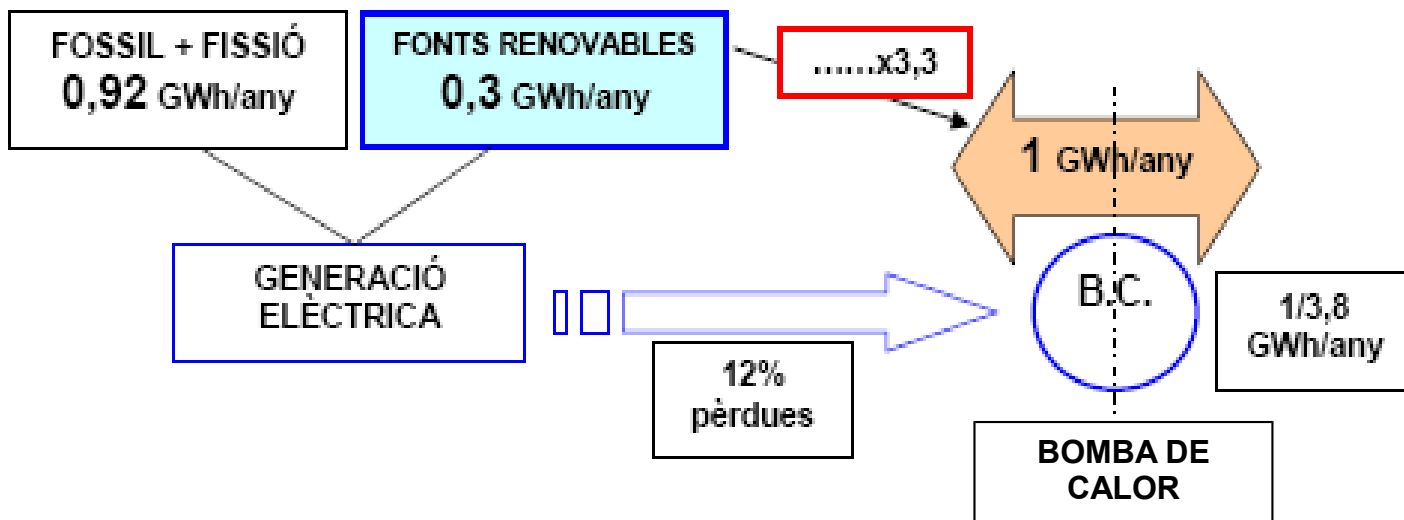 FOSSIL + FISSIÓ
0,92 GWh/any
FONTS RENOVABLES
0,3 GWh/any
......x3,3
1 GWh/any
GENERACIÓ
ELÈCTRICA
12%
pèrdues
B.C.
1/3,8
GWh/any
BOMBA DE
CALOR